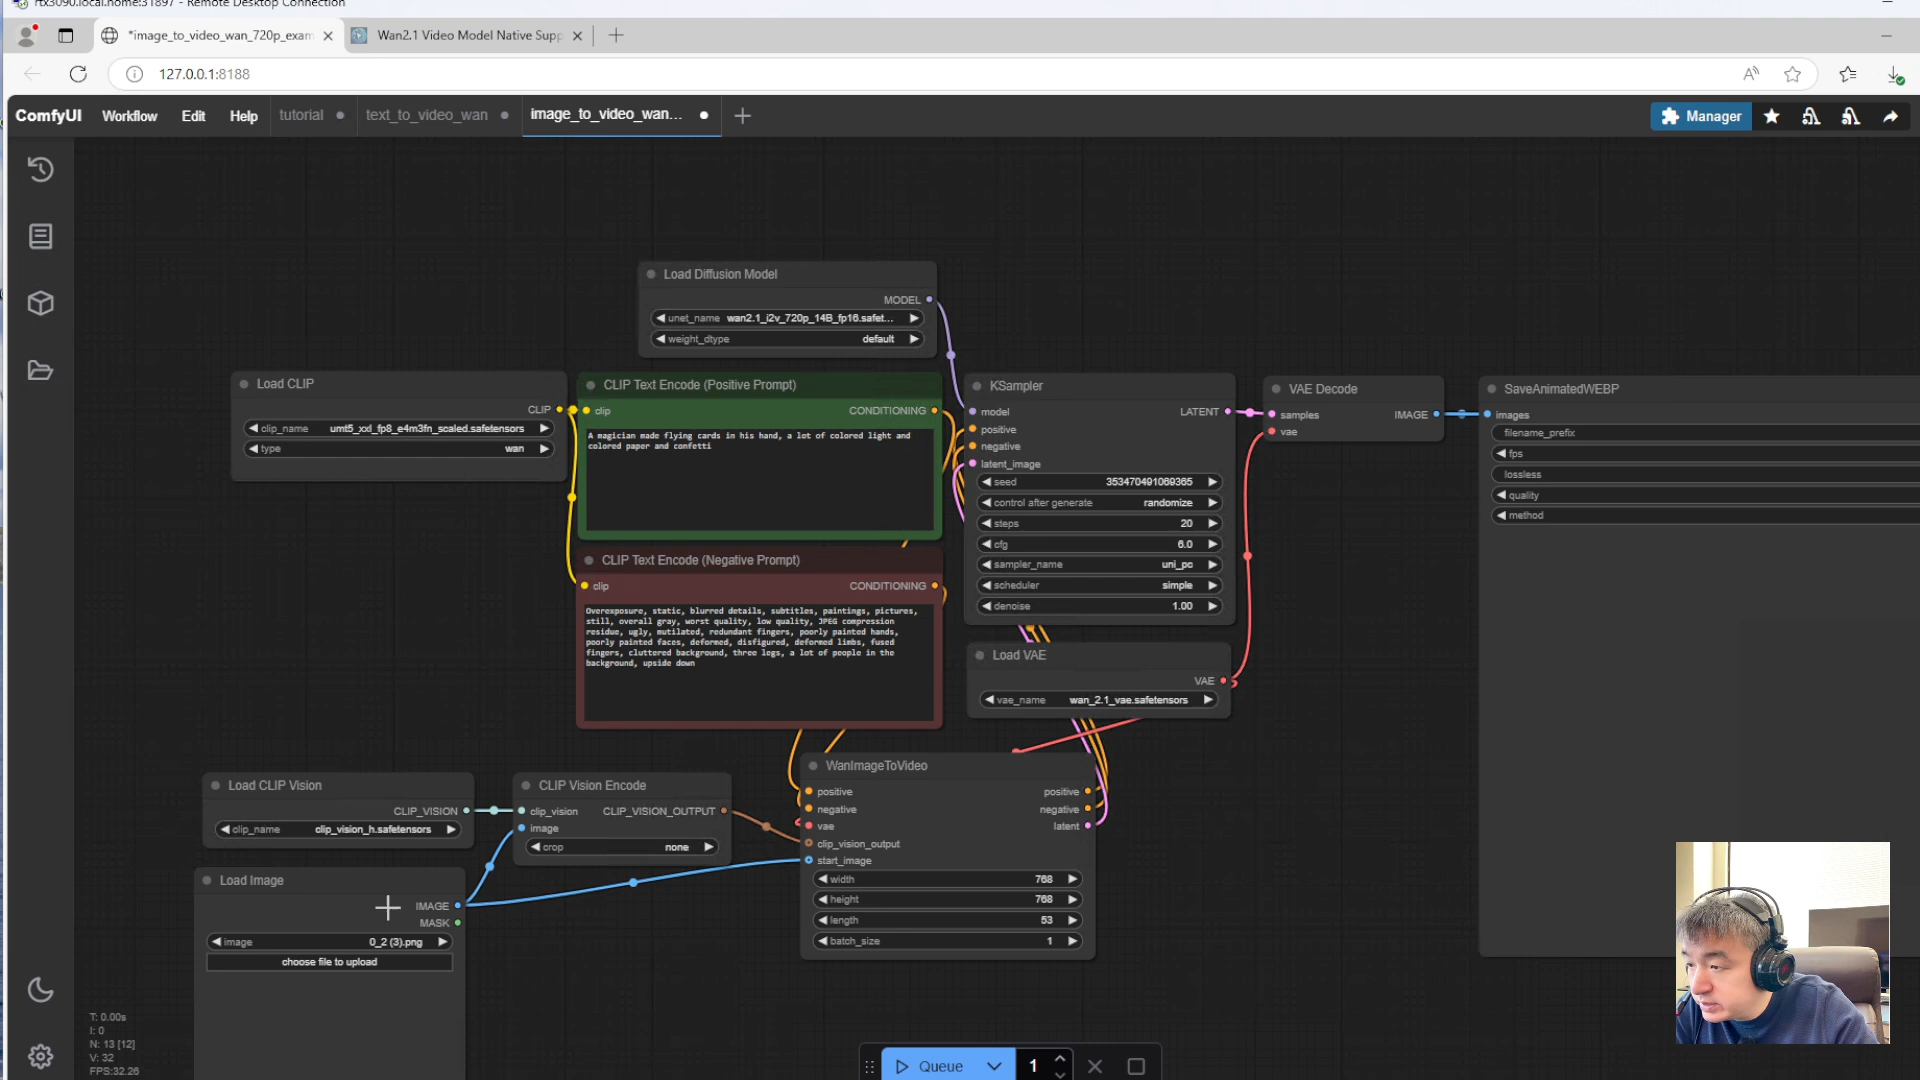 rtx3090.local.home:31897 - Remote Desktop Connection
*image_to_video_wan_720p_exam
Wan2.1 Video Model Native Supp
127.0.0.1:8188
ComfyUI
Workflow
Edit
Help
tutorial
text_to_video_wan
image_to_video_wan...
Manager
Load Diffusion Model
MODEL
unet_name wan2.1_i2v_720p_14B_fp16.safet...
weight_dtype default
Load CLIP
CLIP
clip_name umt5_xxl_fp8_e4m3fn_scaled.safetensors
type wan
CLIP Text Encode (Positive Prompt)
clip CONDITIONING
A magician made flying cards in his hand, a lot of colored light and
colored paper and confetti
CLIP Text Encode (Negative Prompt)
clip CONDITIONING
Overexposure, static, blurred details, subtitles, paintings, pictures,
still, overall gray, worst quality, low quality, JPEG compression
residue, ugly, mutilated, redundant fingers, poorly painted hands,
poorly painted faces, deformed, disfigured, deformed limbs, fused
fingers, cluttered background, three legs, a lot of people in the
background, upside down
KSampler
model LATENT
positive
negative
latent_image
seed 353470491069365
control after generate randomize
steps 20
cfg 6.0
sampler_name uni_pc
scheduler simple
denoise 1.00
VAE Decode
samples IMAGE
vae
SaveAnimatedWEBP
images
filename_prefix
fps
lossless
quality
method
Load VAE
VAE
vae_name wan_2.1_vae.safetensors
Load CLIP Vision
CLIP_VISION
clip_name clip_vision_h.safetensors
CLIP Vision Encode
clip_vision CLIP_VISION_OUTPUT
image
crop none
WanImageToVideo
positive positive
negative negative
vae latent
clip_vision_output
start_image
width 768
height 768
length 53
batch_size 1
Load Image
IMAGE
MASK
image 0_2 (3).png
choose file to upload
T: 0.00s
I: 0
N: 13 [12]
V: 32
FPS:32.26
Queue
1